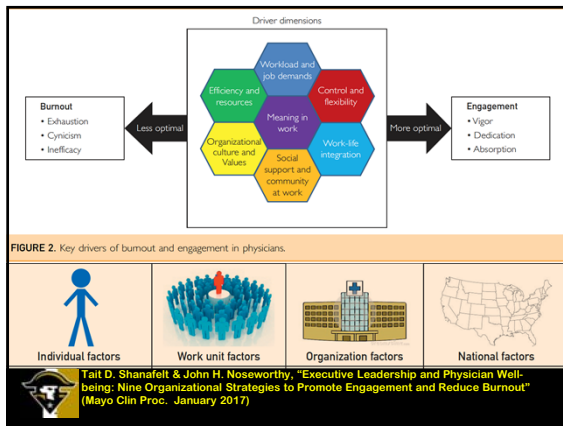 Driver dimensions
Workload and
job demands
Efficiency and
resources
Control and
flexibility
Meaning in
work
Organizational
culture and
Values
Work-life
integration
Social
support and
community
at work
Burnout
• Exhaustion
• Cynicism
• Inefficacy
Less optimal
More optimal
Engagement
• Vigor
• Dedication
• Absorption
FIGURE 2. Key drivers of burnout and engagement in physicians.
Individual factors
Work unit factors
Organization factors
National factors
Tait D. Shanafelt & John H. Noseworthy, “Executive Leadership and Physician Well-
being: Nine Organizational Strategies to Promote Engagement and Reduce Burnout”
(Mayo Clin Proc. January 2017)